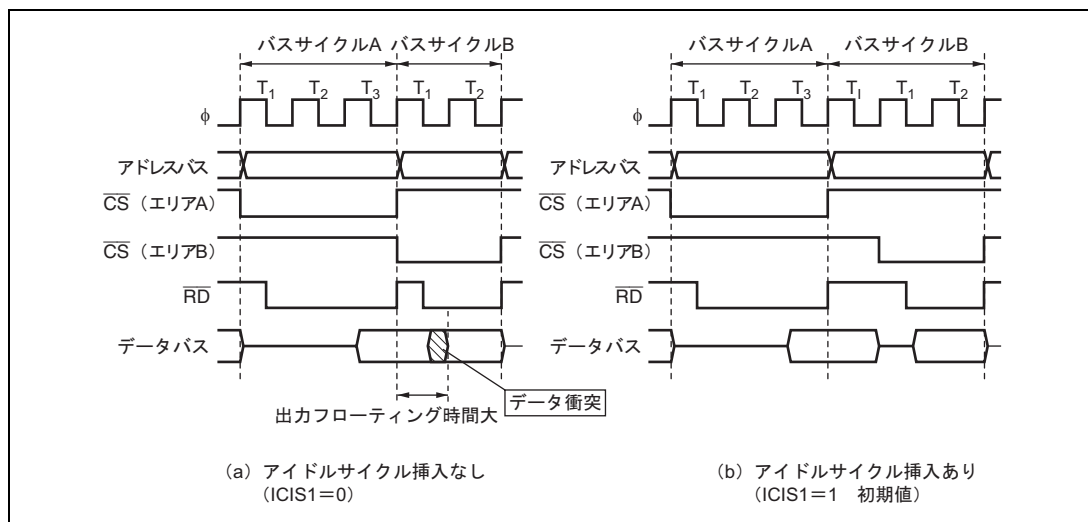 バスサイクルA バスサイクルB
T1 T2 T3 T1 T2
φ
アドレスバス
CS（エリアA）
CS（エリアB）
RD
データバス
データ衝突
出力フローティング時間大
(a) アイドルサイクル挿入なし
(ICIS1＝0)
バスサイクルA バスサイクルB
T1 T2 T3 TI T1 T2
φ
アドレスバス
CS（エリアA）
CS（エリアB）
RD
データバス
(b) アイドルサイクル挿入あり
(ICIS1＝1 初期値)